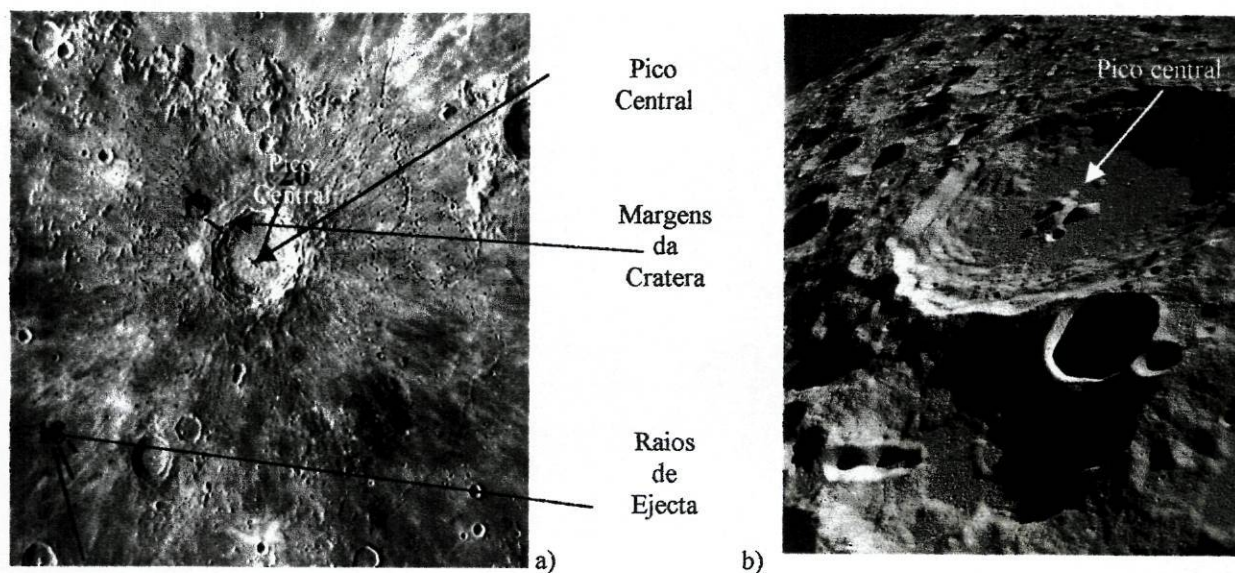 Pico
Central
Pico
Central
Margens
da
Cratera
Raios
de
Ejecta
a)
b)
Pico central